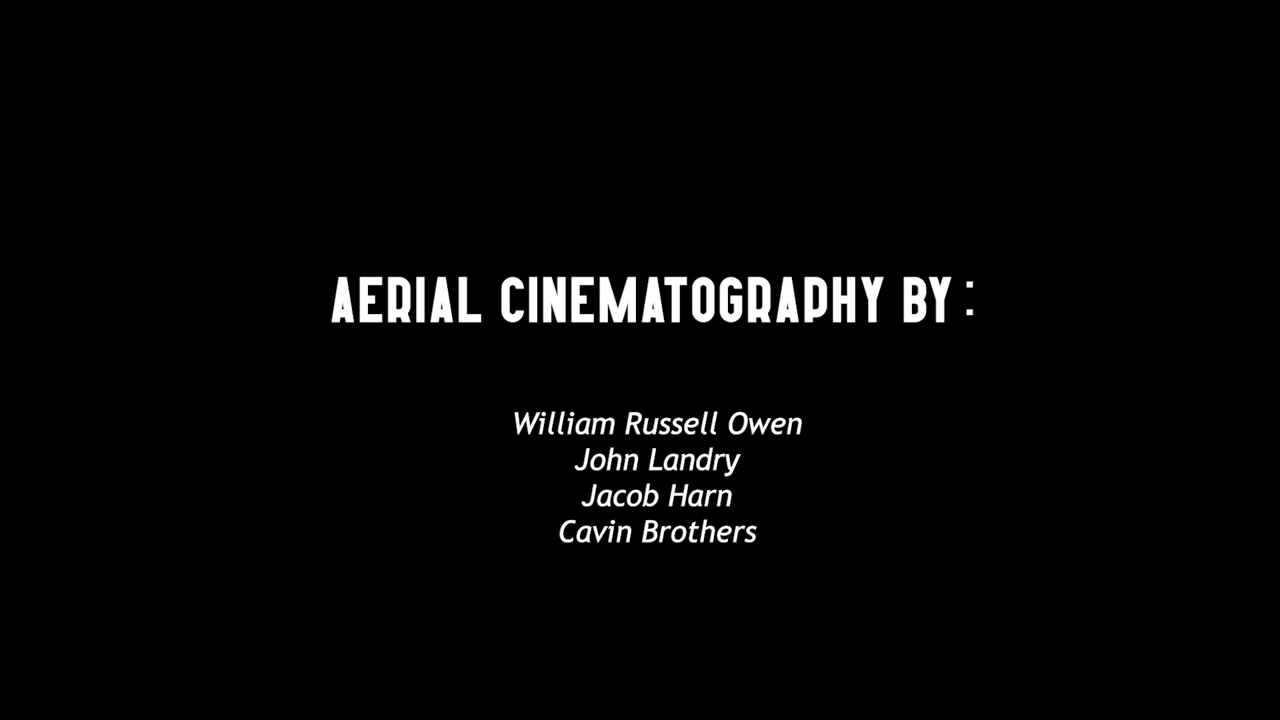 AERIAL CINEMATOGRAPHY BY:
William Russell Owen
John Landry
Jacob Harn
Cavin Brothers